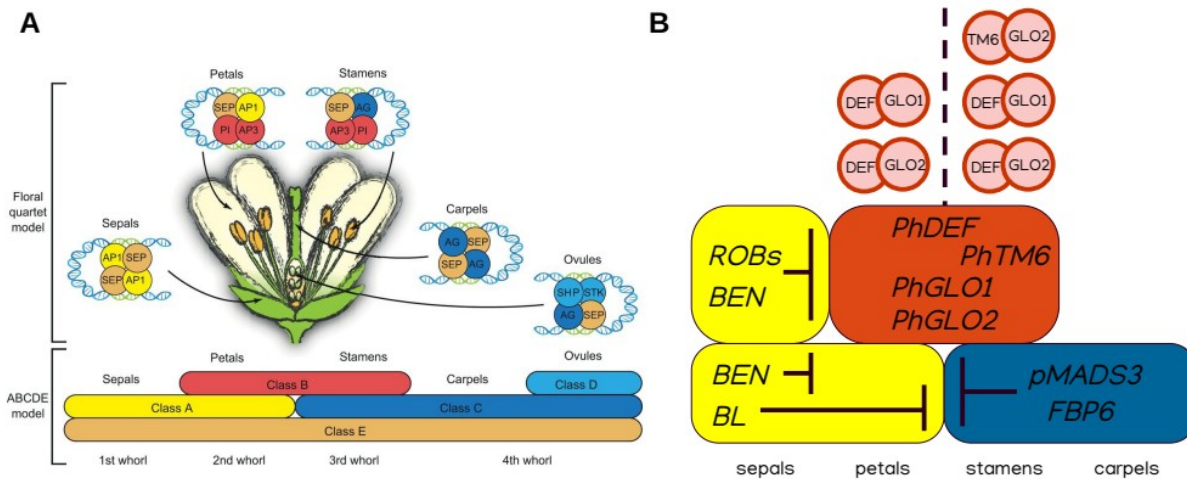 A
Petals
Stamens
SEP AP1
PI AP3
SEP AG
AP3 PI
Floral
quartet
model
Sepals
AP1 SEP
SEP AP1
Carpels
AG SEP
SEP AG
Ovules
SHP STK
AG SEP
ABCDE
model
Petals
Stamens
Ovules
Sepals
Class B
Carpels
Class D
Class A
Class C
Class E
1st whorl
2nd whorl
3rd whorl
4th whorl
B
TM6 GLO2
DEF GLO1
DEF GLO1
DEF GLO2
DEF GLO2
ROBs
BEN
PhDEF
PhTM6
PhGLO1
PhGLO2
BEN
BL
pMADS3
FBP6
sepals
petals
stamens
carpels